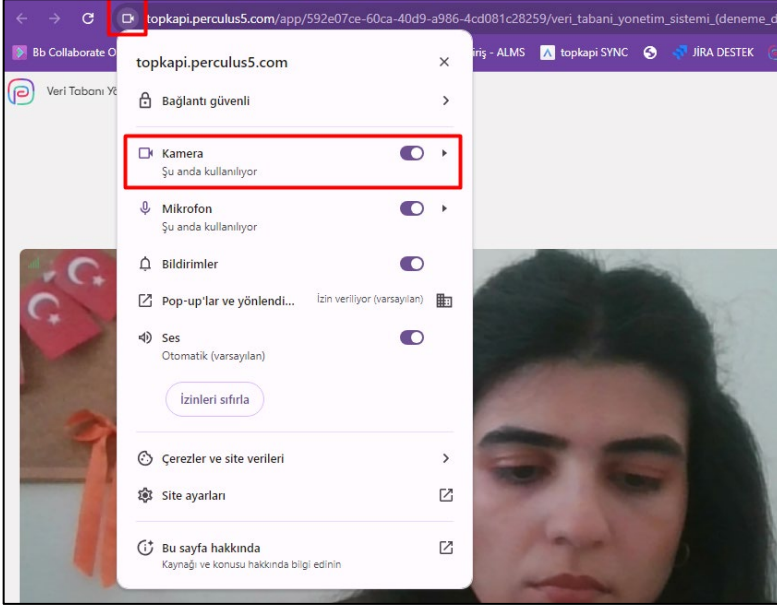 topkapi.perculus5.com/app/592e07ce-60ca-40d9-a986-4cd081c28259/veri_tabani_yonetim_sistemi_(deneme_d
Bb Collaborate O
iriş - ALMS
topkapi SYNC
JİRA DESTEK
Veri Tabanı Yö
topkapi.perculus5.com
Bağlantı güvenli
Kamera
Şu anda kullanılıyor
Mikrofon
Şu anda kullanılıyor
Bildirimler
Pop-up'lar ve yönlendi... İzin veriliyor (varsayılan)
Ses
Otomatik (varsayılan)
İzinleri sıfırla
Çerezler ve site verileri
Site ayarları
Bu sayfa hakkında
Kaynağı ve konusu hakkında bilgi edinin